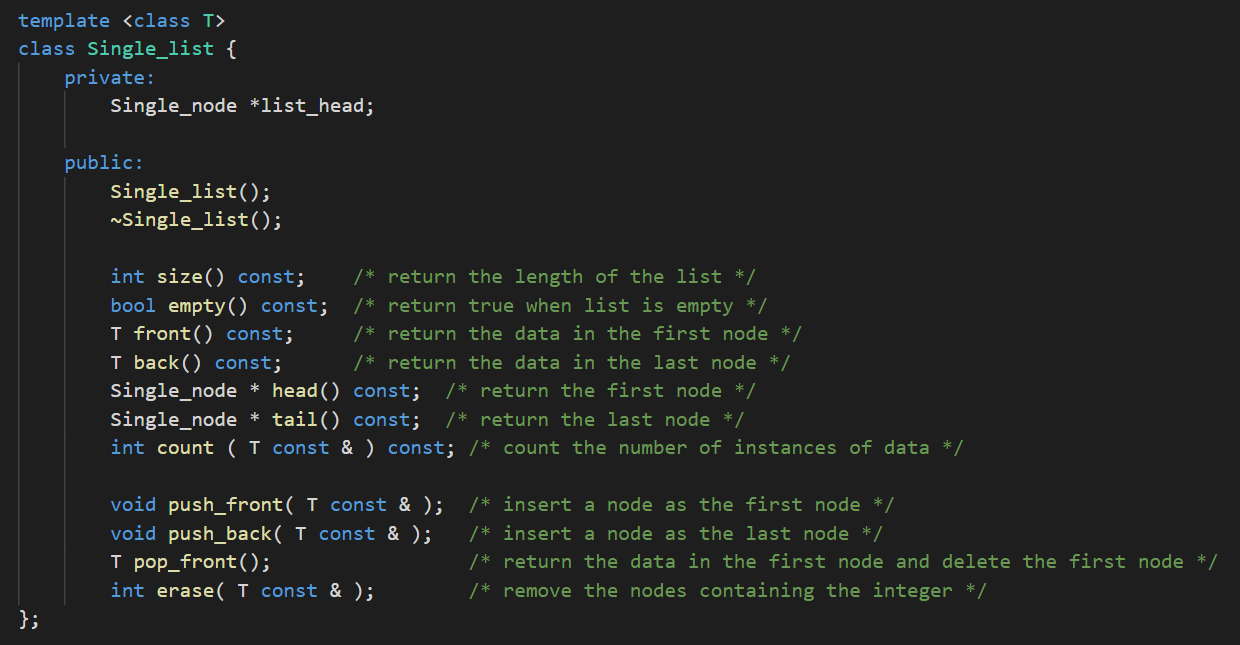 template <class T>
class Single_list {
    private:
        Single_node *list_head;

    public:
        Single_list();
        ~Single_list();

        int size() const;    /* return the length of the list */
        bool empty() const;  /* return true when list is empty */
        T front() const;     /* return the data in the first node */
        T back() const;      /* return the data in the last node */
        Single_node * head() const;  /* return the first node */
        Single_node * tail() const;  /* return the last node */
        int count ( T const & ) const; /* count the number of instances of data */

        void push_front( T const & );  /* insert a node as the first node */
        void push_back( T const & );   /* insert a node as the last node */
        T pop_front();                 /* return the data in the first node and delete the first node */
        int erase( T const & );        /* remove the nodes containing the integer */
};